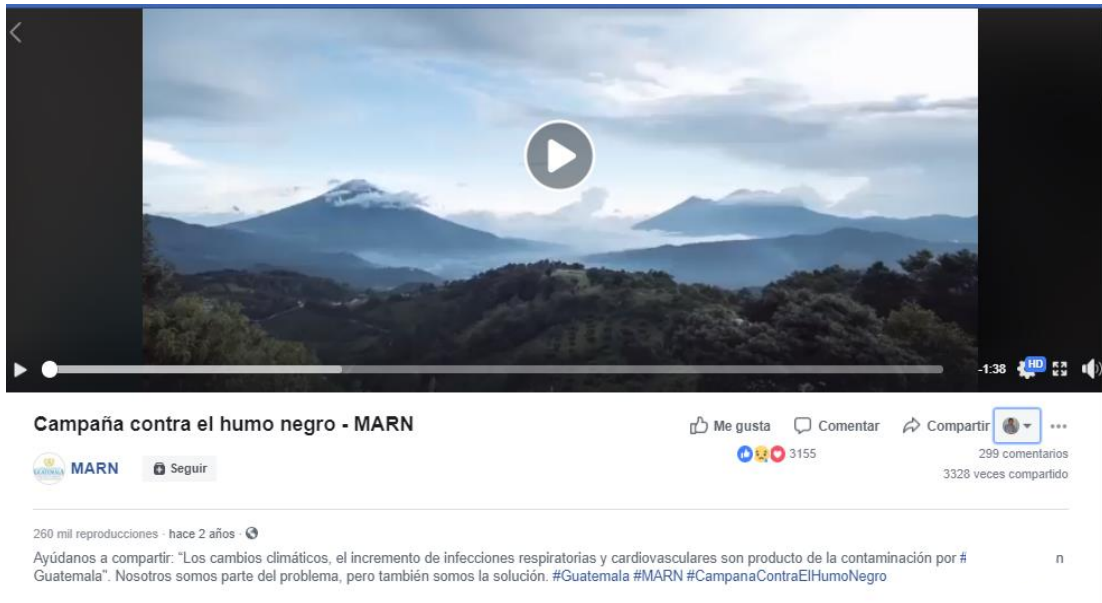 -1:38 HD
Campaña contra el humo negro - MARN
Me gusta Comentar Compartir
3155 299 comentarios
3328 veces compartido
MARN Seguir
260 mil reproducciones · hace 2 años ·
Ayúdanos a compartir: “Los cambios climáticos, el incremento de infecciones respiratorias y cardiovasculares son producto de la contaminación por # n
Guatemala”. Nosotros somos parte del problema, pero también somos la solución. #Guatemala #MARN #CampanaContraElHumoNegro